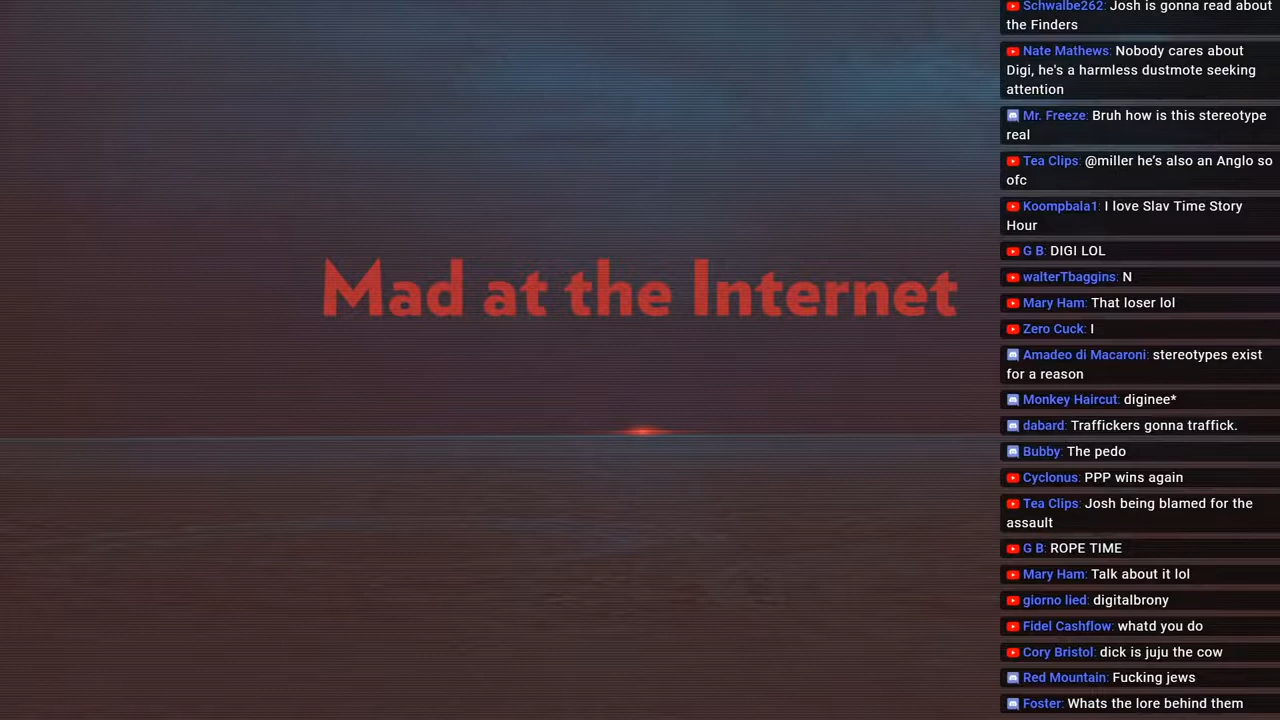 Mad at the Internet
Schwalbe262: Josh is gonna read about
the Finders
Nate Mathews: Nobody cares about
Digi, he's a harmless dustmote seeking
attention
Mr. Freeze: Bruh how is this stereotype
real
Tea Clips: @miller he's also an Anglo so
ofc
Koompbala1: I love Slav Time Story
Hour
G B: DIGI LOL
walterTbaggins: N
Mary Ham: That loser lol
Zero Cuck: I
Amadeo di Macaroni: stereotypes exist
for a reason
Monkey Haircut: diginee*
dabard: Traffickers gonna traffick.
Bubby: The pedo
Cyclonus: PPP wins again
Tea Clips: Josh being blamed for the
assault
G B: ROPE TIME
Mary Ham: Talk about it lol
giorno lied: digitalbrony
Fidel Cashflow: whatd you do
Cory Bristol: dick is juju the cow
Red Mountain: Fucking jews
Foster: Whats the lore behind them